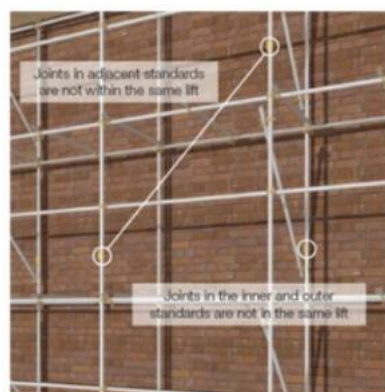 Joints in adjacent standards
are not within the same lift
Joints in the inner and outer
standards are not in the same lift